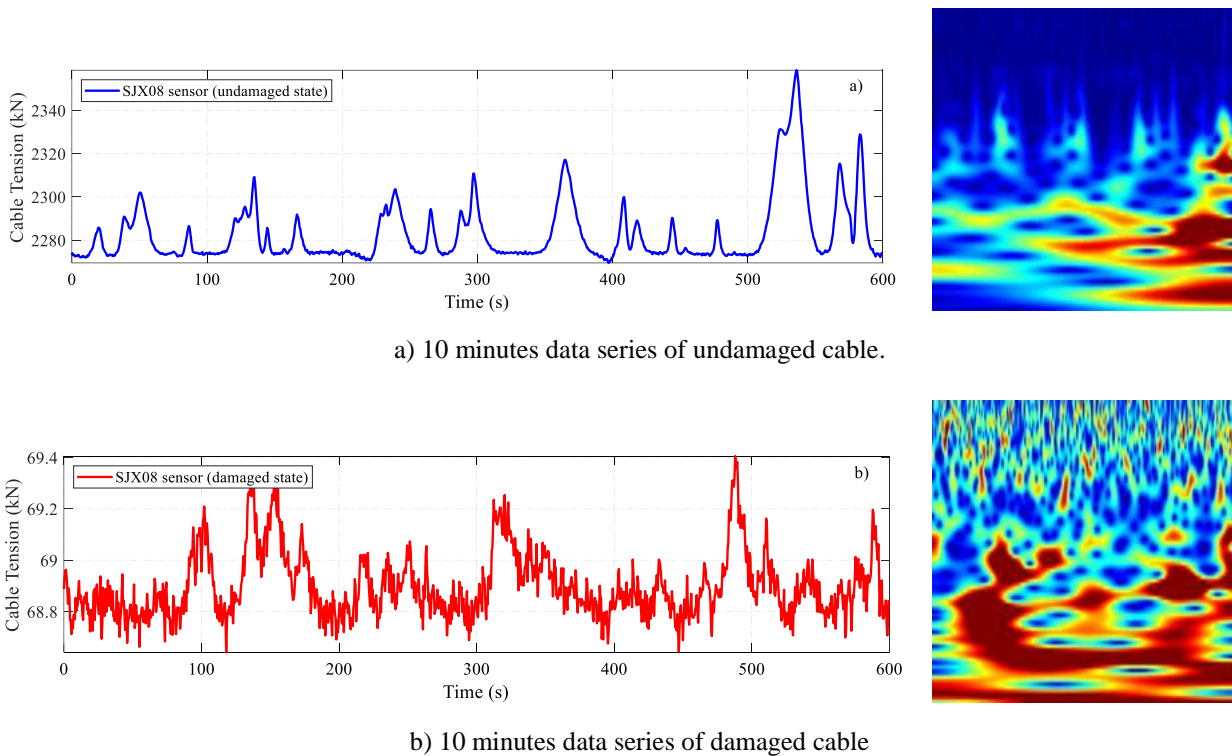 SJX08 sensor (undamaged state)
a)
Cable Tension (kN)
2340
2320
2300
2280
0 100 200 300 400 500 600
Time (s)
a) 10 minutes data series of undamaged cable.
SJX08 sensor (damaged state)
b)
Cable Tension (kN)
69.4
69.2
69
68.8
0 100 200 300 400 500 600
Time (s)
b) 10 minutes data series of damaged cable